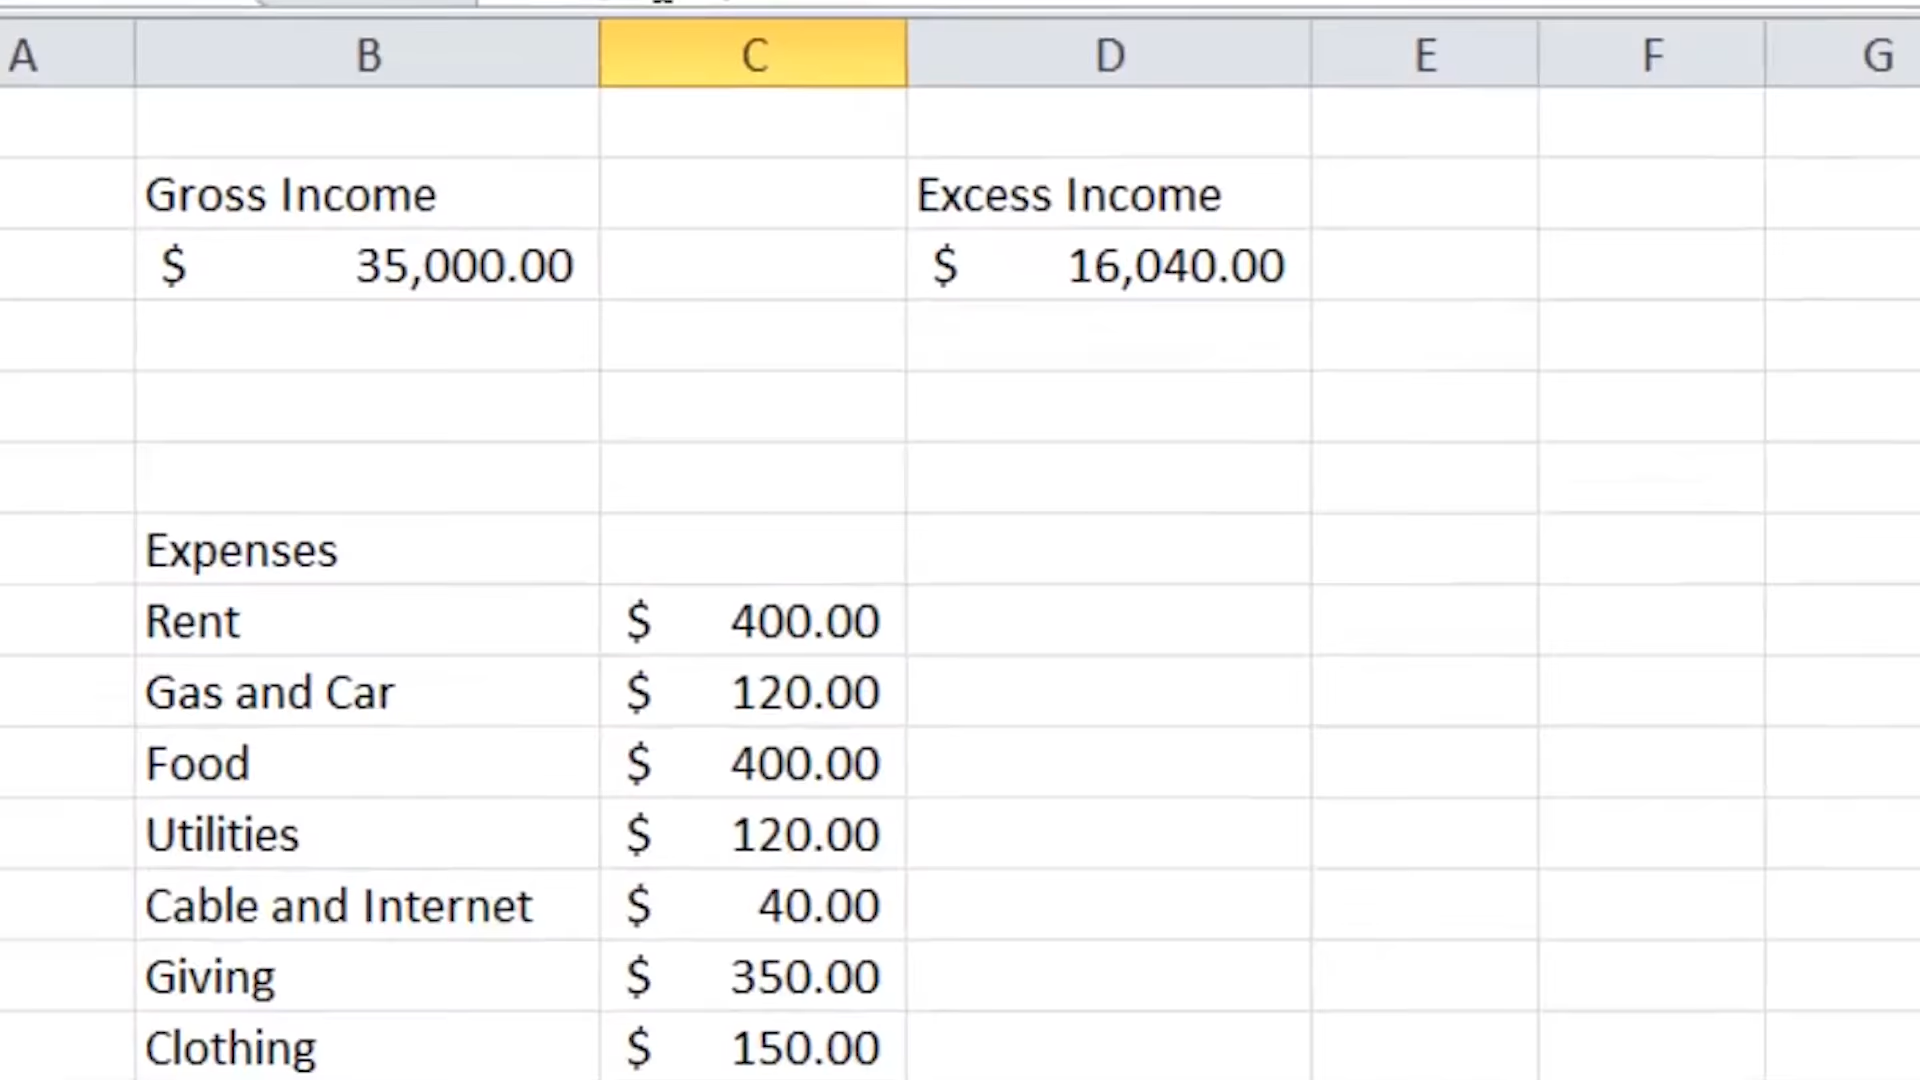 A B C D E F G
Gross Income Excess Income
$ 35,000.00 $ 16,040.00
Expenses
Rent $ 400.00
Gas and Car $ 120.00
Food $ 400.00
Utilities $ 120.00
Cable and Internet $ 40.00
Giving $ 350.00
Clothing $ 150.00